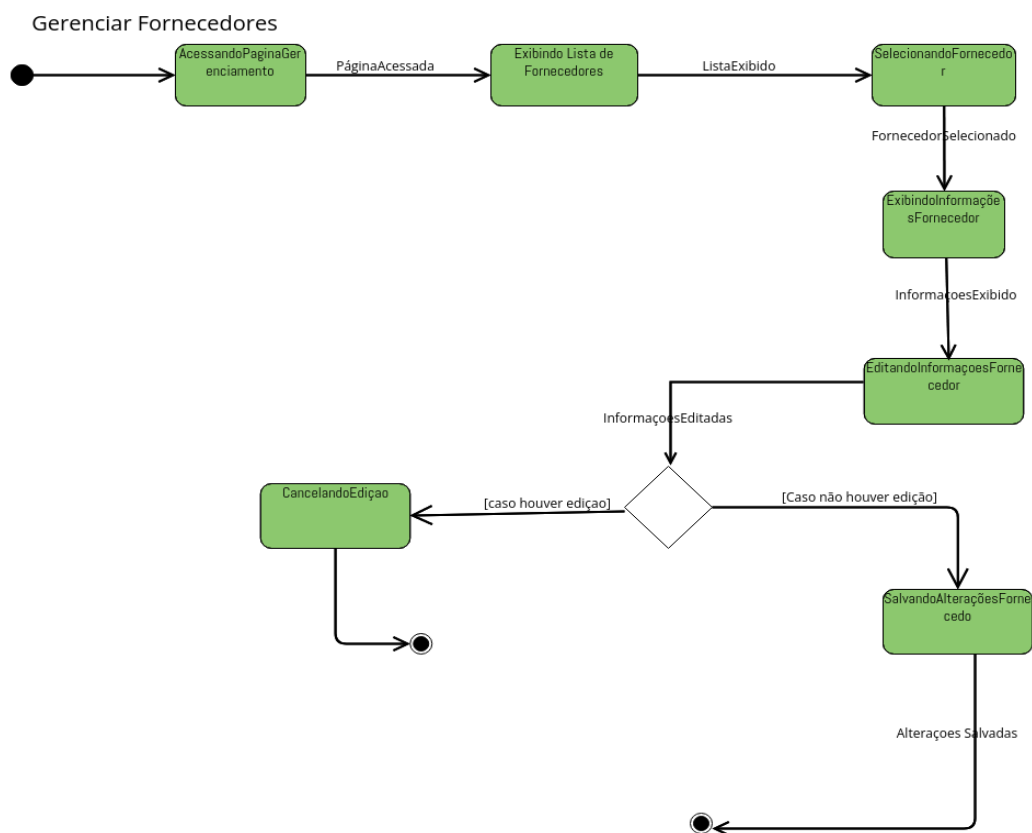 Gerenciar Fornecedores
AcessandoPaginaGer
enciamento
PáginaAcessada
Exibindo Lista de
Fornecedores
ListaExibido
SelecionandoFornecedo
r
FornecedorSelecionado
ExibindoInformaçõe
sFornecedor
InformaçoesExibido
EditandoInformaçoesForne
cedor
InformaçoesEditadas
CancelandoEdiçao
[caso houver ediçao]
[Caso não houver edição]
SalvandoAlteraçõesForne
cedo
Alteraçoes Salvadas